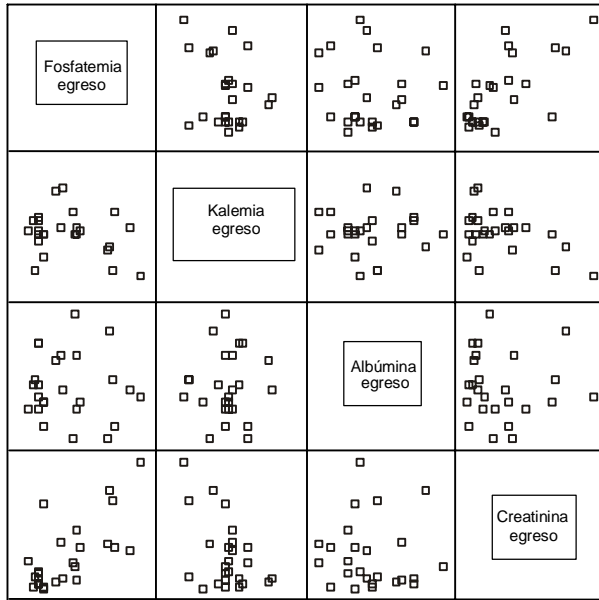 Fosfatemia
egreso
Kalemia
egreso
Albúmina
egreso
Creatinina
egreso